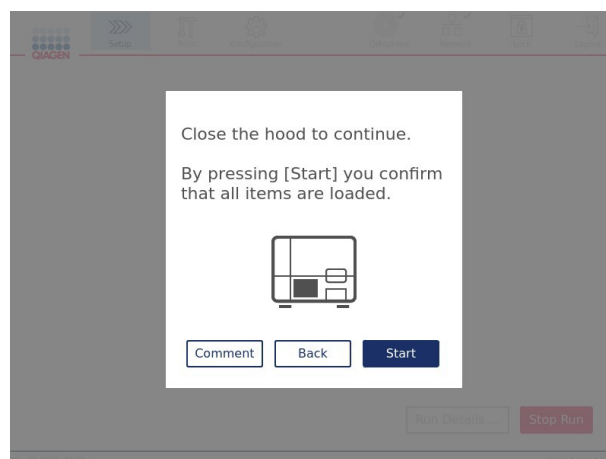 Setup
Configuration
QIAGEN
Close the hood to continue.
By pressing [Start] you confirm
that all items are loaded.
Comment
Back
Start
Run Details ...
Stop Run